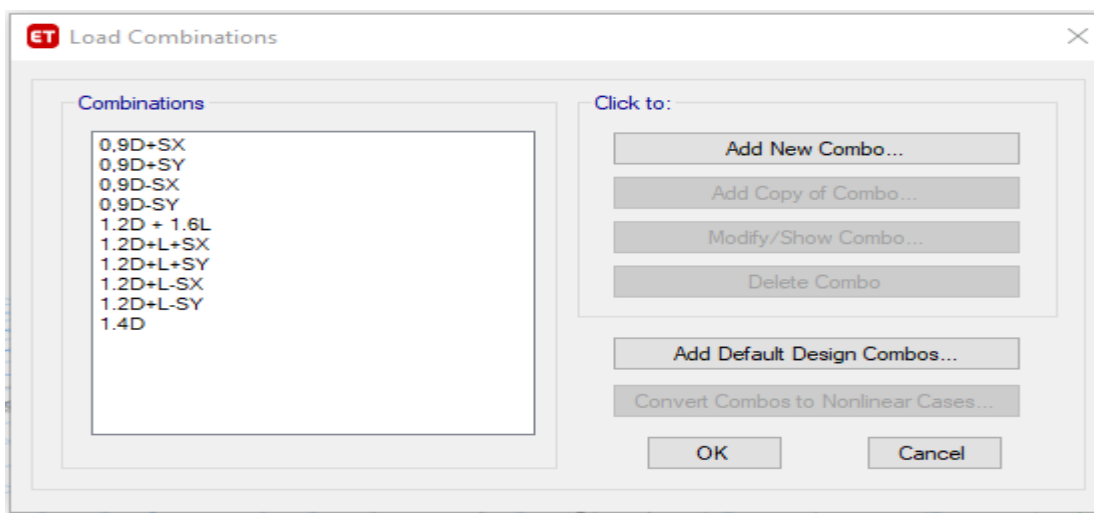 ET Load Combinations
Combinations
0,9D+SX
0,9D+SY
0,9D-SX
0,9D-SY
1.2D + 1.6L
1.2D+L+SX
1.2D+L+SY
1.2D+L-SX
1.2D+L-SY
1.4D
Click to:
Add New Combo...
Add Copy of Combo...
Modify/Show Combo...
Delete Combo
Add Default Design Combos...
Convert Combos to Nonlinear Cases...
OK Cancel